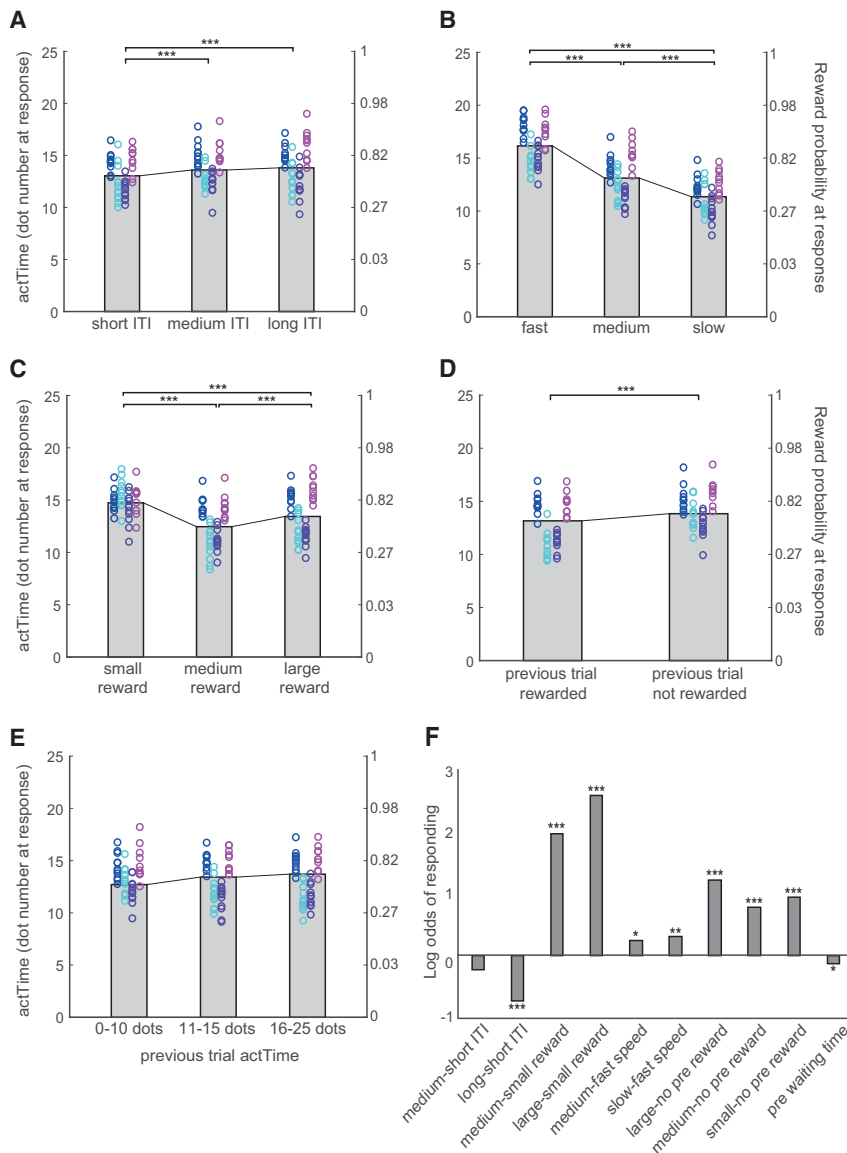 A
***
***
25
20
15
10
5
0
actTime (dot number at response)
1
0.98
0.82
0.27
0.03
0
short ITI
medium ITI
long ITI
B
***
***
***
25
20
15
10
5
0
1
0.98
0.82
0.27
0.03
0
Reward probability at response
fast
medium
slow
C
***
***
***
25
20
15
10
5
0
actTime (dot number at response)
1
0.98
0.82
0.27
0.03
0
small
reward
medium
reward
large
reward
D
***
25
20
15
10
5
0
1
0.98
0.82
0.27
0.03
0
Reward probability at response
previous trial
rewarded
previous trial
not rewarded
E
25
20
15
10
5
0
actTime (dot number at response)
1
0.98
0.82
0.27
0.03
0
0-10 dots
11-15 dots
16-25 dots
previous trial actTime
F
3
2
1
0
-1
Log odds of responding
***
***
***
*
**
***
***
***
*
medium-short ITI
long-short ITI
medium-small reward
large-small reward
medium-fast speed
slow-fast speed
large-no pre reward
medium-no pre reward
small-no pre reward
pre waiting time